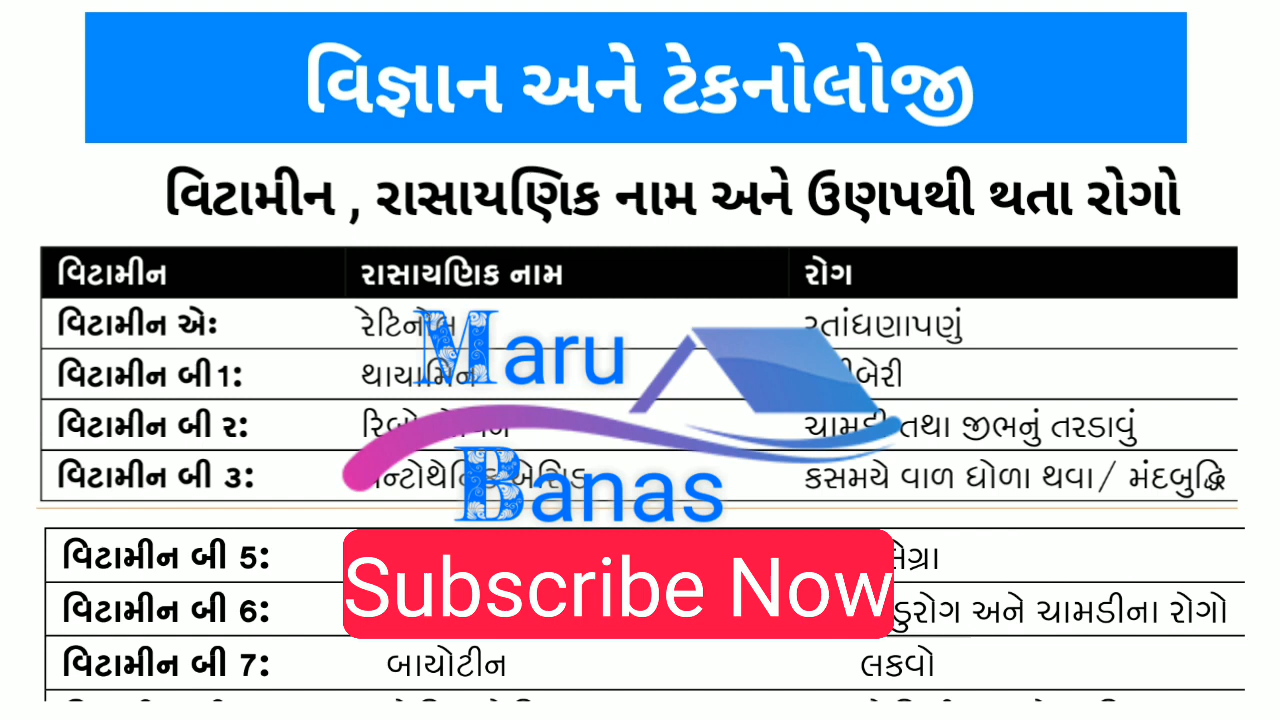 વિજ્ઞાન અને ટેકનોલોજી
વિટામીન , રાસાયણિક નામ અને ઉણપથી થતા રોગો
વિટામીન રાસાયણિક નામ રોગ
વિટામીન એઃ રેટિનોલ રતાંધણાપણું
વિટામીન બી1: થાયામિન
વિટામીન બી ર: ચામડી તથા જીભનું તરડાવું
વિટામીન બી ૩: કસમયે વાળ ધોળા થવા/ મંદબુદ્ધિ
Maru
Banas
Subscribe Now
વિટામીન બી 5:
વિટામીન બી 6: અને ચામડીના રોગો
વિટામીન બી 7: બાયોટીન લકવો